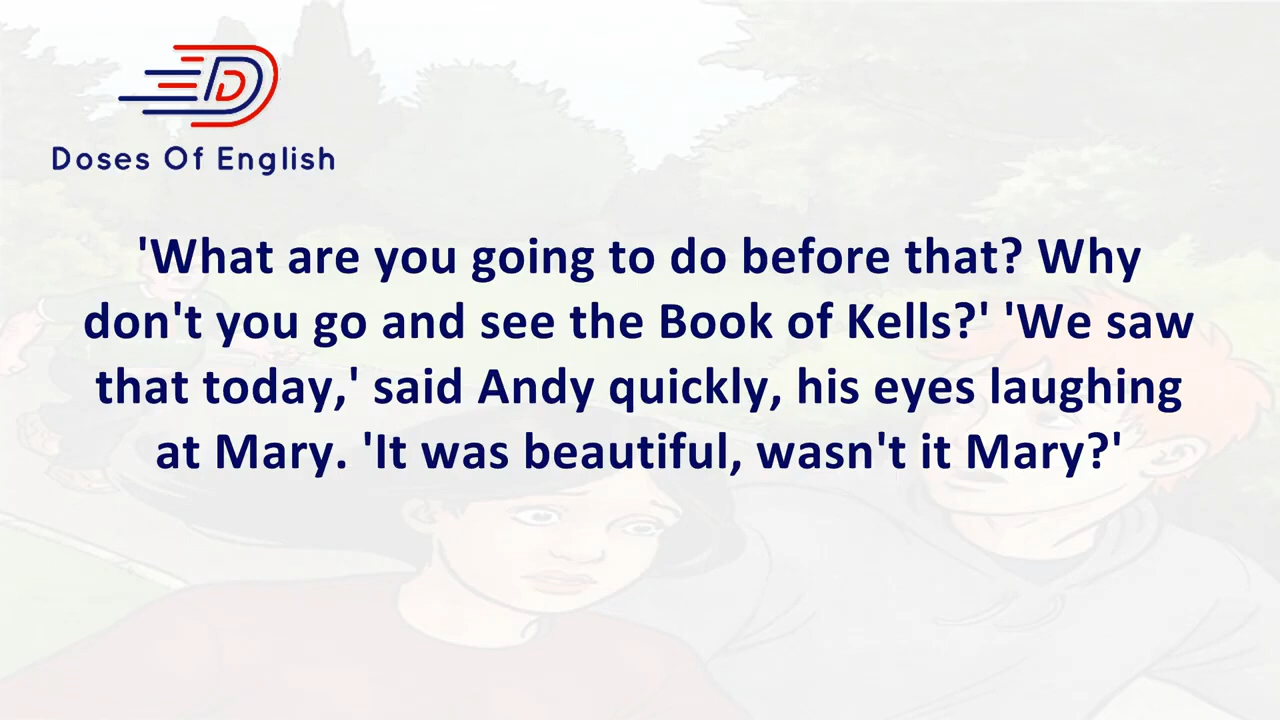 Doses Of English
'What are you going to do before that? Why
don't you go and see the Book of Kells?' 'We saw
that today,' said Andy quickly, his eyes laughing
at Mary. 'It was beautiful, wasn't it Mary?'